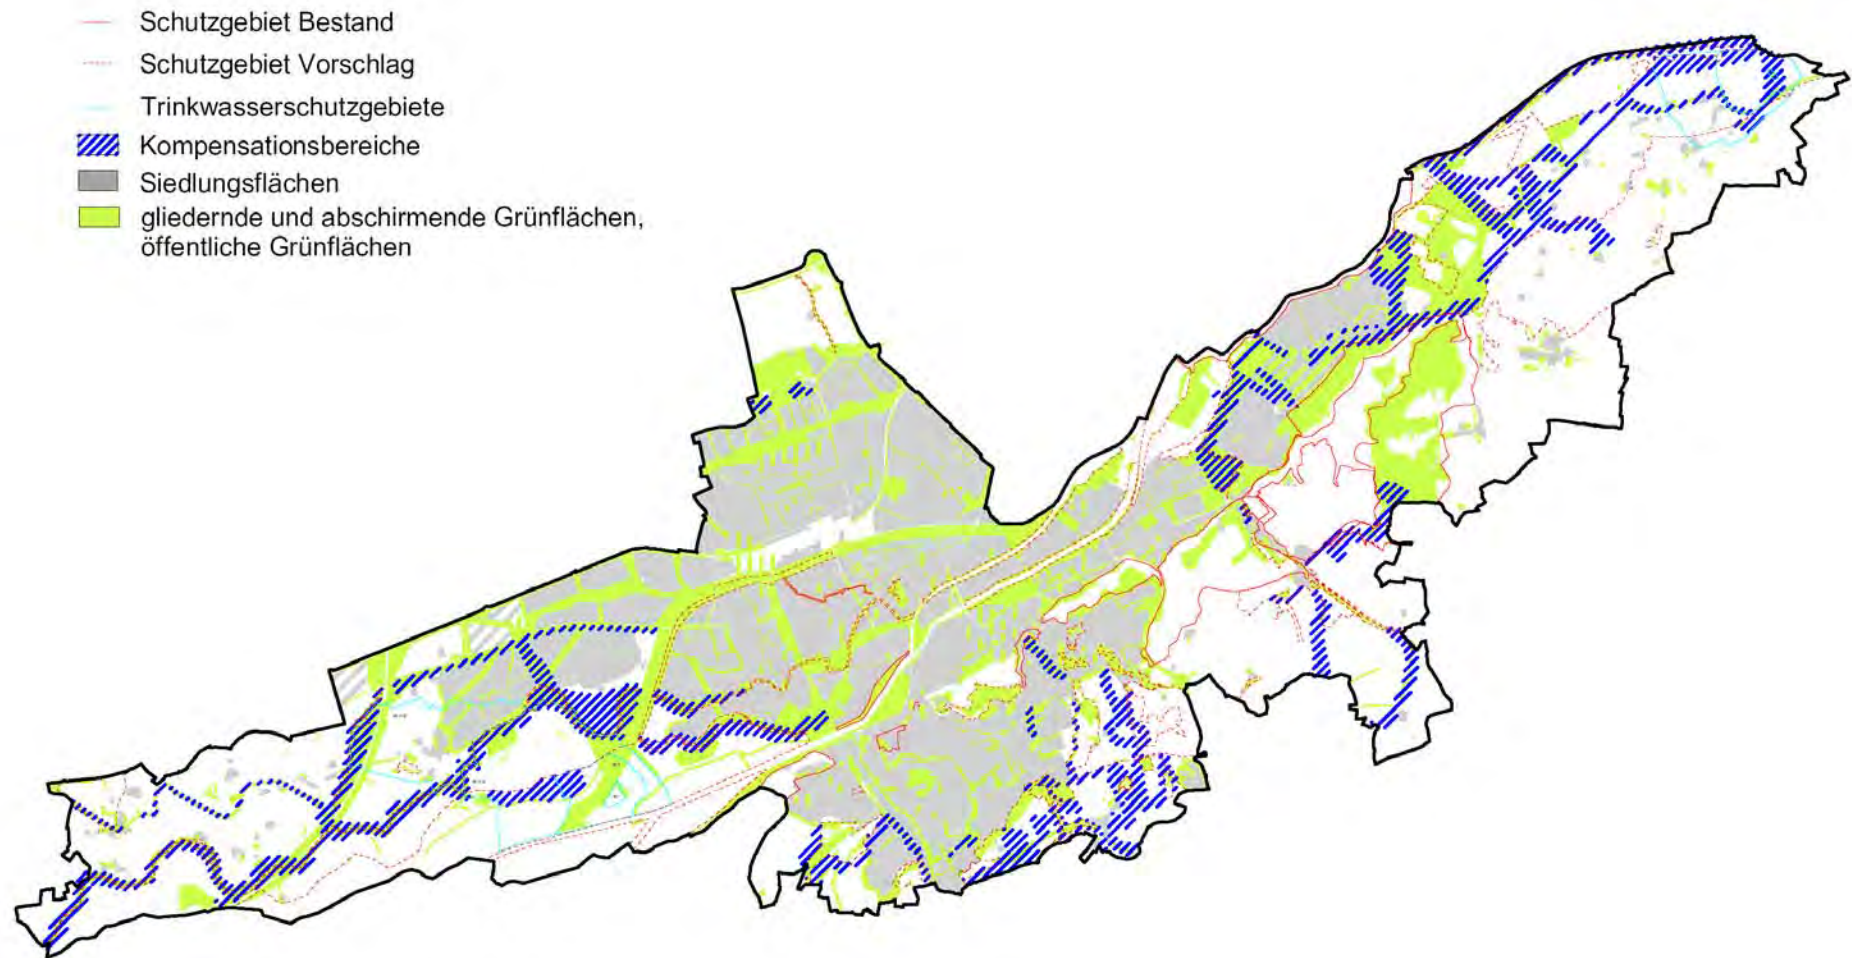 Schutzgebiet Bestand
Schutzgebiet Vorschlag
Trinkwasserschutzgebiete
Kompensationsbereiche
Siedlungsflächen
gliedernde und abschirmende Grünflächen,
öffentliche Grünflächen